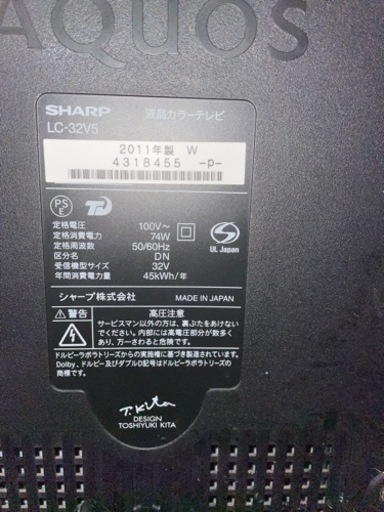 AQUOS
SHARP 液晶カラーテレビ
LC-32V5
2011年製 W
4318455 -p-
PS
E
定格電圧 100V~
定格消費電力 74W
定格周波数 50/60Hz
区分名 DN
受信機型サイズ 32V
年間消費電力量 45kWh/年
UL Japan
シャープ株式会社 MADE IN JAPAN
高圧注意
サービスマン以外の方は、裏ぶたをあけない
でください。内部には高電圧部分が数多く
あり、万一さわると危険です。
ドルビーラボラトリーズからの実施権に基づき製造されています。
Dolby、ドルビー及びダブルD記号はドルビーラボラトリーズの
商標です。
T.Kita
DESIGN
TOSHIYUKI KITA